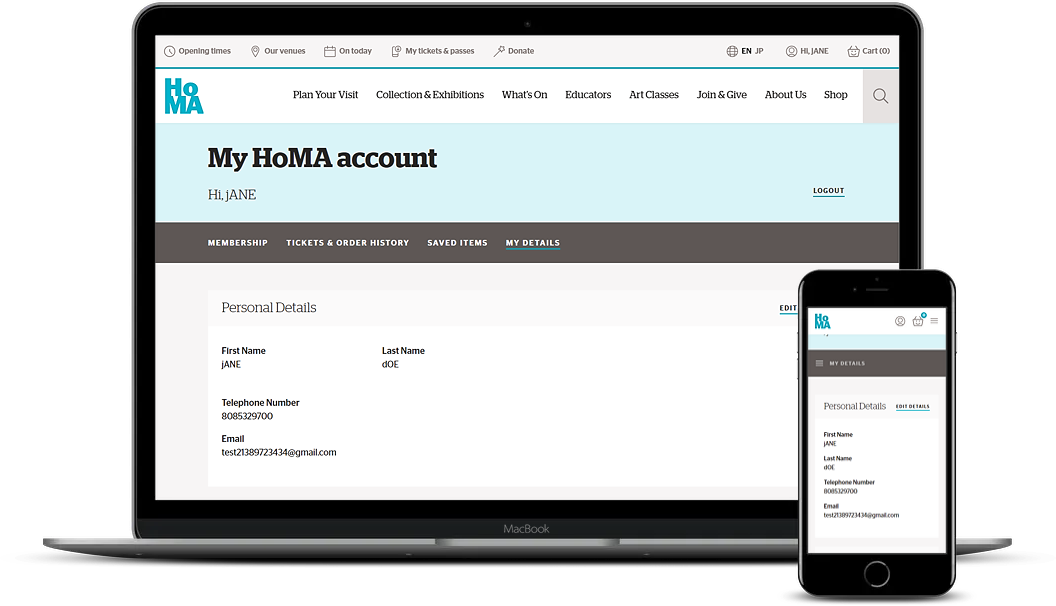 Opening times Our venues On today My tickets & passes Donate EN JP HI, JANE Cart (0)
HoMA
Plan Your Visit Collection & Exhibitions What's On Educators Art Classes Join & Give About Us Shop
My HoMA account
Hi, jANE
LOGOUT
MEMBERSHIP TICKETS & ORDER HISTORY SAVED ITEMS MY DETAILS
Personal Details EDIT
First Name Last Name
jANE dOE
Telephone Number
8085329700
Email
test21389723434@gmail.com
MacBook
HoMA
MY DETAILS
Personal Details EDIT DETAILS
First Name
jANE
Last Name
dOE
Telephone Number
8085329700
Email
test21389723434@gmail.com